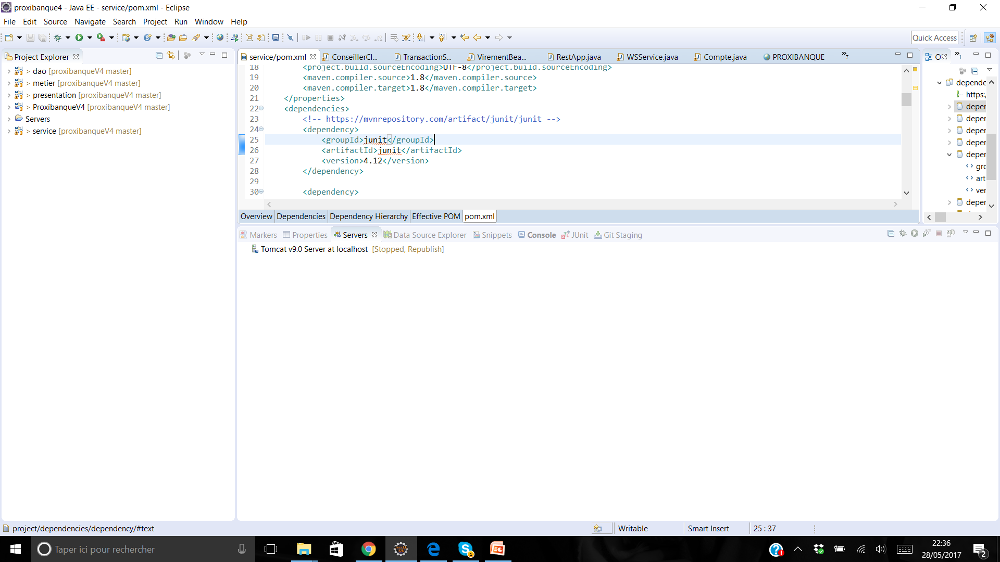 proxibanque4 - Java EE - service/pom.xml - Eclipse
File Edit Source Navigate Search Project Run Window Help
Quick Access
Project Explorer
> dao [proxibanqueV4 master]
> metier [proxibanqueV4 master]
> presentation [proxibanqueV4 master]
> ProxibanqueV4 [proxibanqueV4 master]
Servers
> service [proxibanqueV4 master]
service/pom.xml ConseillerCl... TransactionS... VirementBea... RestApp.java WSService.java Compte.java PROXIBANQUE »7
18 <project.build.sourceEncoding>UTF-8</project.build.sourceEncoding>
19 <maven.compiler.source>1.8</maven.compiler.source>
20 <maven.compiler.target>1.8</maven.compiler.target>
21 </properties>
22 <dependencies>
23 <!-- https://mvnrepository.com/artifact/junit/junit -->
24 <dependency>
25 <groupId>junit</groupId>
26 <artifactId>junit</artifactId>
27 <version>4.12</version>
28 </dependency>
29
30 <dependency>
Overview Dependencies Dependency Hierarchy Effective POM pom.xml
O »1
depende
https:/
deper
deper
deper
deper
deper
gro
art
ver
deper
Markers Properties Servers Data Source Explorer Snippets Console JUnit Git Staging
Tomcat v9.0 Server at localhost [Stopped, Republish]
project/dependencies/dependency/#text
Writable Smart Insert 25 : 37
Taper ici pour rechercher
1
22:36
28/05/2017
2